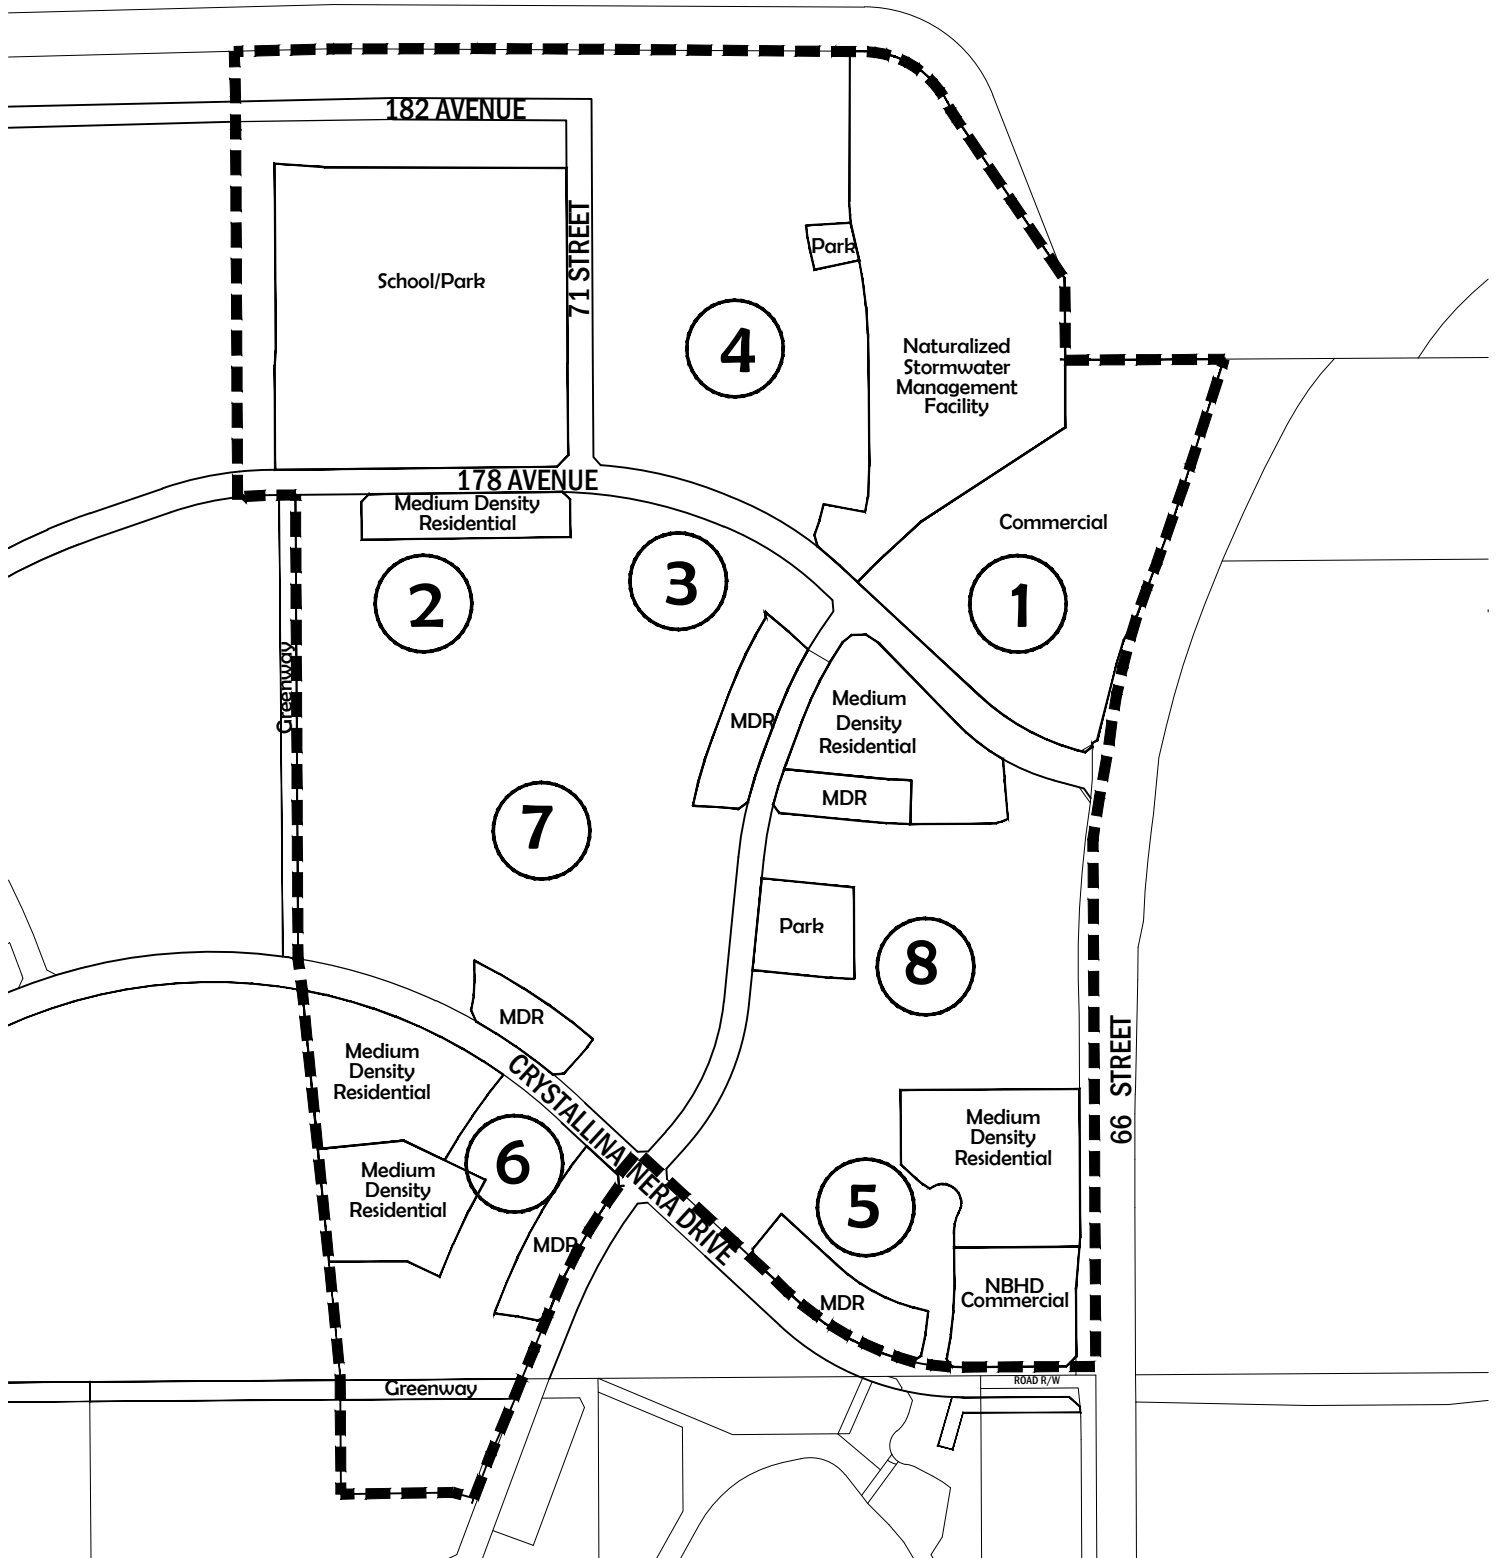 182 AVENUE
71 STREET
School/Park
Park
4
Naturalized
Stormwater
Management
Facility
178 AVENUE
Medium Density
Residential
Commercial
2
3
1
Greenway
MDR
Medium
Density
Residential
MDR
7
Park
8
MDR
CRYSTALLINA NERA DRIVE
66 STREET
Medium
Density
Residential
6
Medium
Density
Residential
Medium
Density
Residential
5
MDR
MDR
NBHD
Commercial
Greenway
ROAD R/W